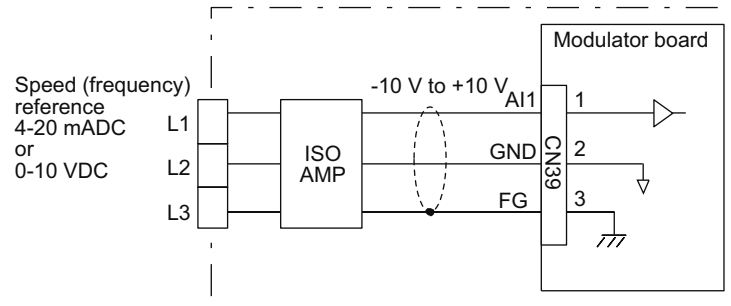 Modulator board
Speed (frequency)
reference
4-20 mADC
or
0-10 VDC
-10 V to +10 V
L1
L2
L3
ISO
AMP
AI1
GND
FG
CN39
1
2
3